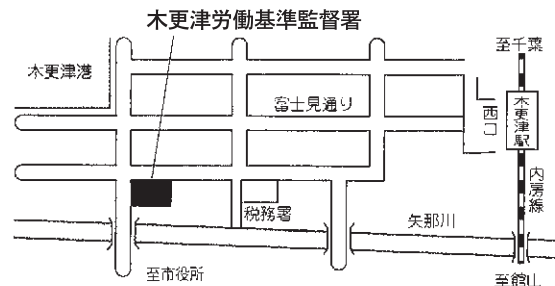 木更津労働基準監督署
至千葉
木更津港
富士見通り
西口
木更津駅
内房線
税務署
矢那川
至市役所
至館山